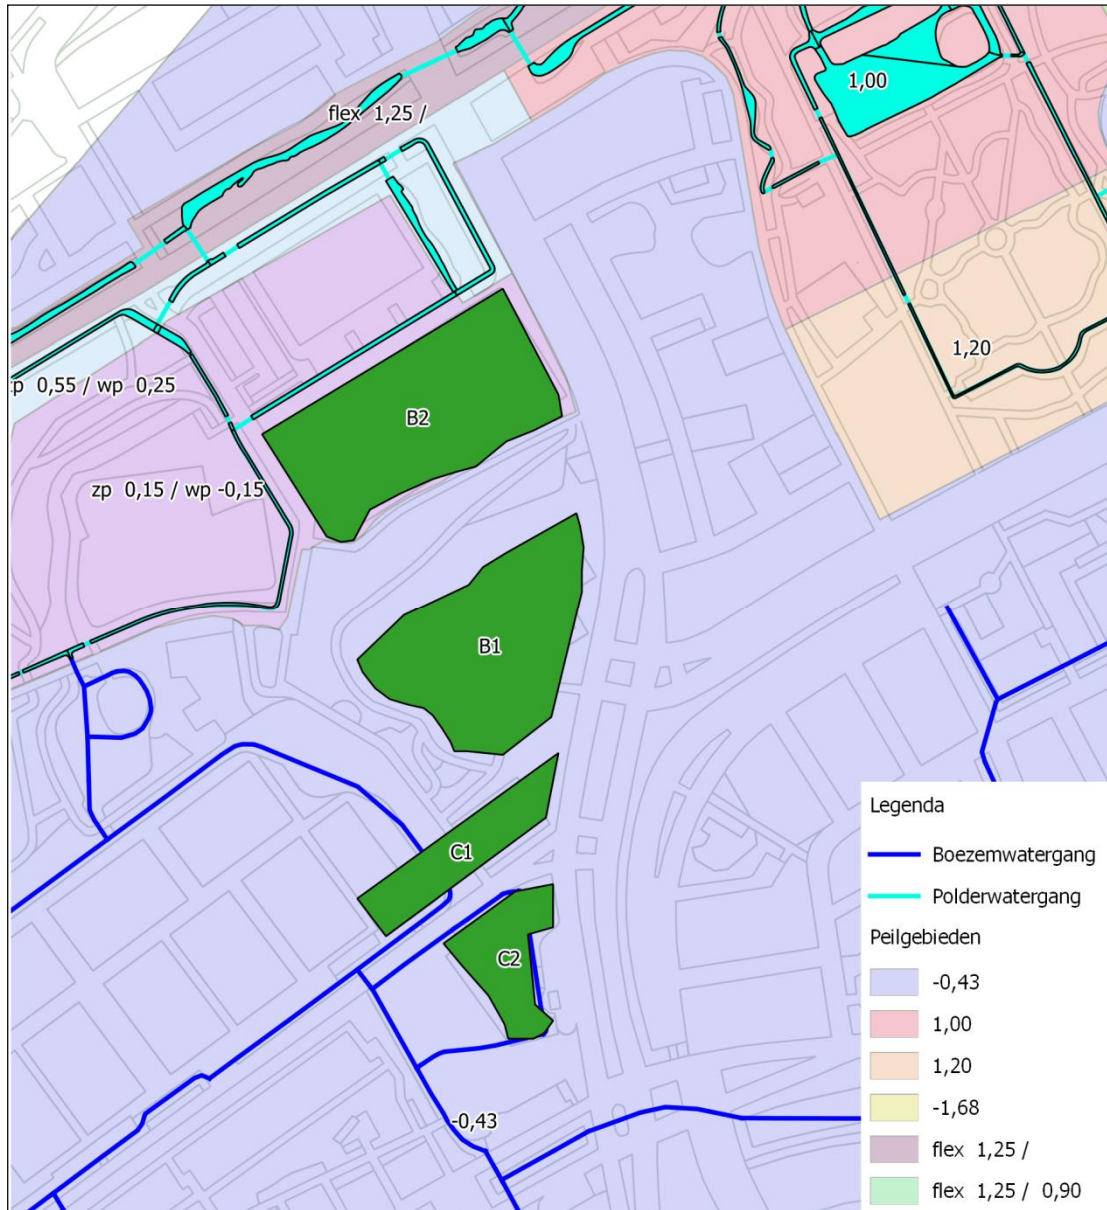 1,00
flex 1,25 /
1,20
zp 0,55 / wp 0,25
B2
zp 0,15 / wp -0,15
B1
C1
C2
-0,43
Legenda
Boezemwatergang
Polderwatergang
Peilgebieden
-0,43
1,00
1,20
-1,68
flex 1,25 /
flex 1,25 / 0,90